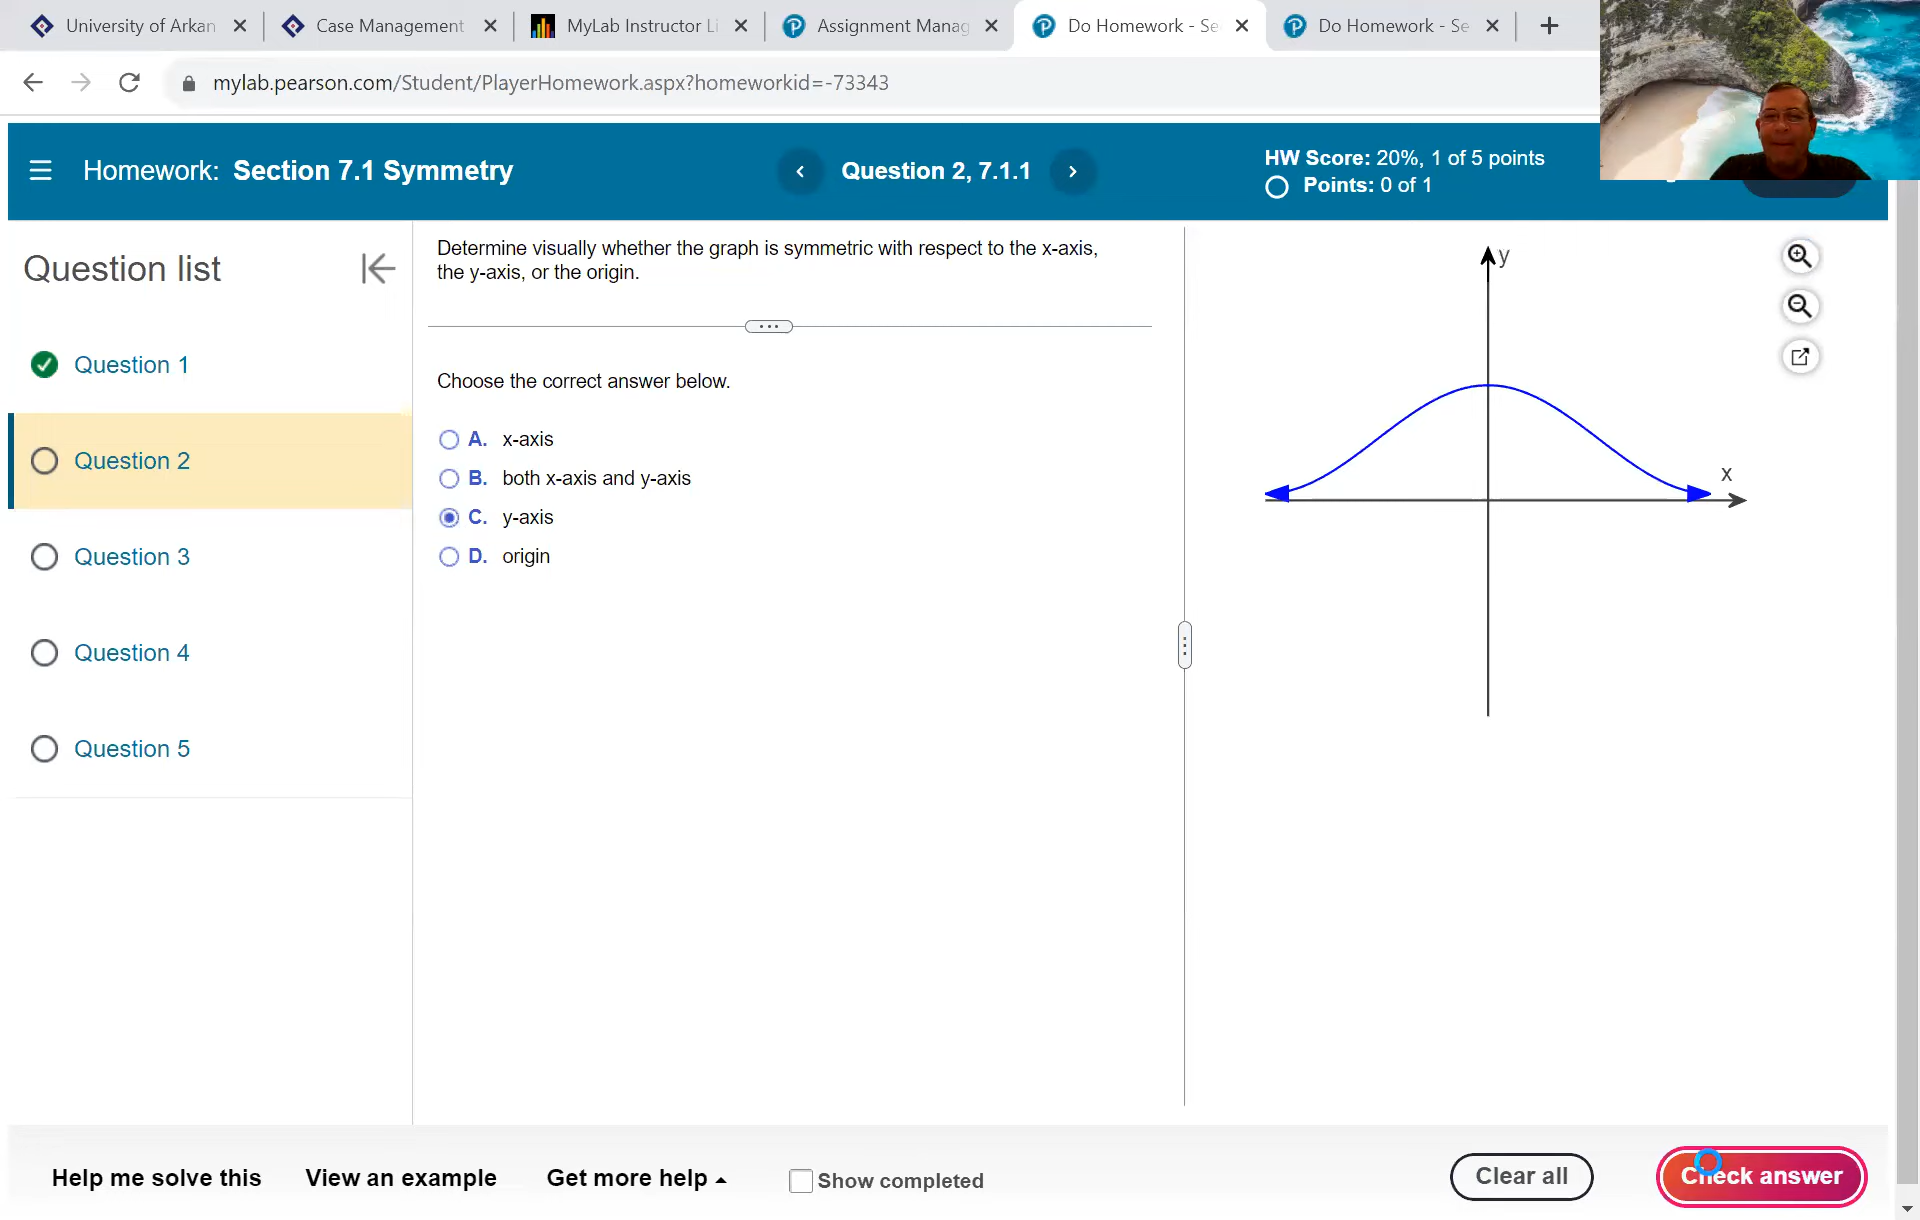 University of Arkan
Case Management
MyLab Instructor Li
Assignment Manag
Do Homework - Se
Do Homework - Se
mylab.pearson.com/Student/PlayerHomework.aspx?homeworkid=-73343
Homework: Section 7.1 Symmetry
Question 2, 7.1.1
HW Score: 20%, 1 of 5 points
Points: 0 of 1
Question list
Question 1
Question 2
Question 3
Question 4
Question 5
Determine visually whether the graph is symmetric with respect to the x-axis,
the y-axis, or the origin.
Choose the correct answer below.
A. x-axis
B. both x-axis and y-axis
C. y-axis
D. origin
y
x
Help me solve this
View an example
Get more help
Show completed
Clear all
Check answer